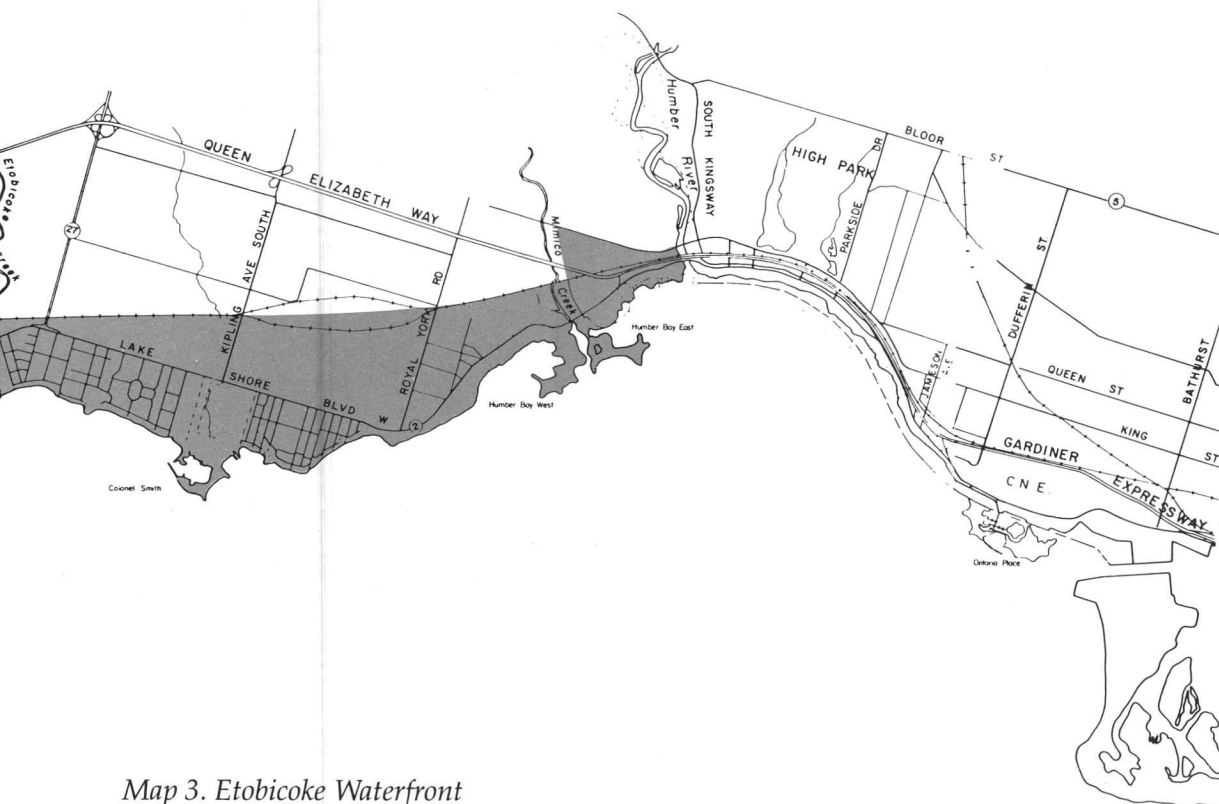 Etobicoke Creek
27
QUEEN ELIZABETH WAY
KIPLING AVE SOUTH
ROYAL YORK RD
LAKE SHORE BLVD W
2
Mimico Creek
Humber River
SOUTH KINGSWAY
HIGH PARK
PARKSIDE DR
BLOOR ST
5
DUFFERIN ST
BATHURST
JAMESON
QUEEN ST
KING ST
GARDINER EXPRESSWAY
C N E
Humber Bay East
Humber Bay West
Colonel Smith
Ontario Place
Map 3. Etobicoke Waterfront